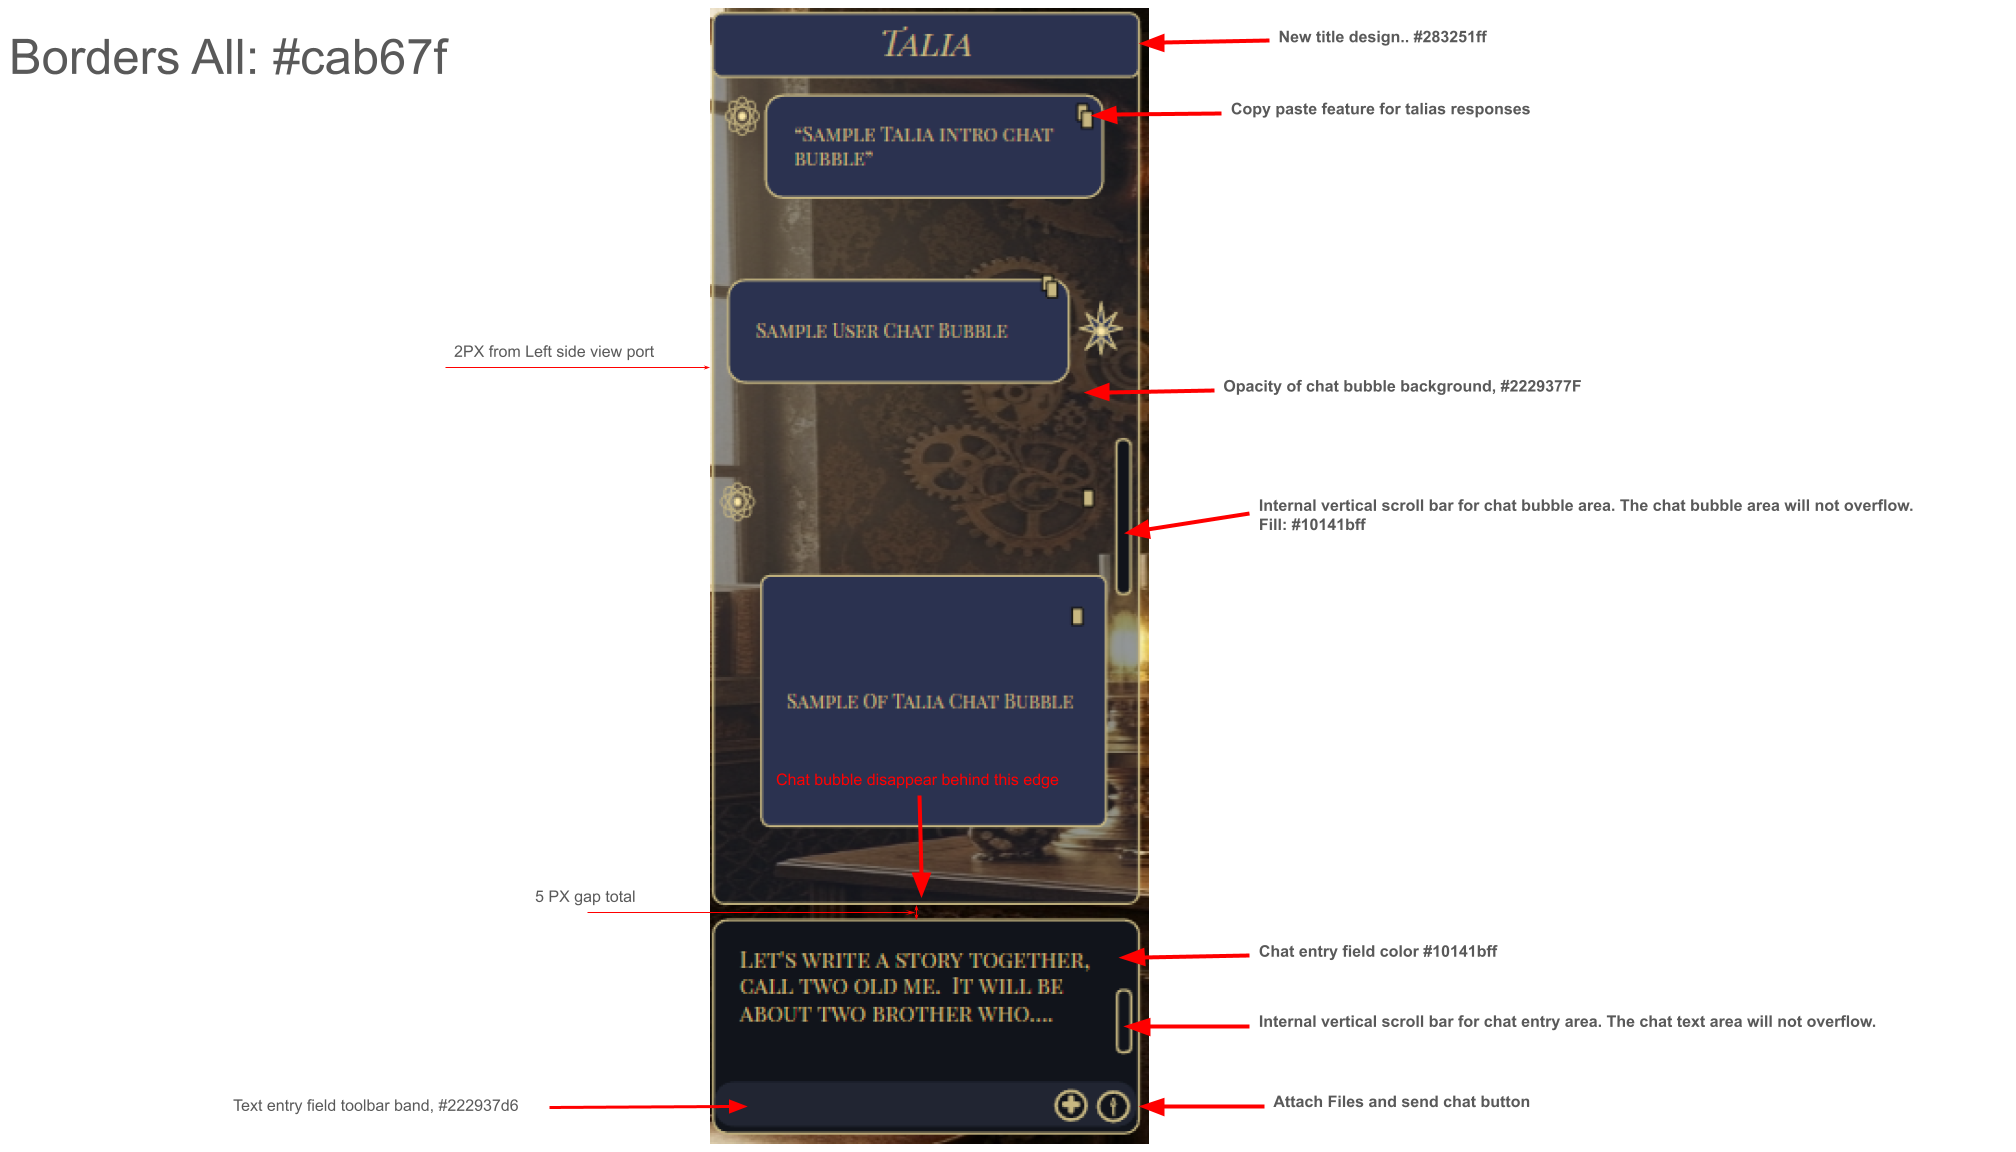 Borders All: #cab67f
Talia
New title design.. #283251ff
Copy paste feature for talias responses
“Sample Talia intro chat
bubble”
Sample User Chat Bubble
2PX from Left side view port
Opacity of chat bubble background, #2229377F
Internal vertical scroll bar for chat bubble area. The chat bubble area will not overflow.
Fill: #10141bff
Sample Of Talia Chat Bubble
Chat bubble disappear behind this edge
5 PX gap total
Let's write a story together,
call two old me. It will be
about two brother who....
Chat entry field color #10141bff
Internal vertical scroll bar for chat entry area. The chat text area will not overflow.
Text entry field toolbar band, #222937d6
Attach Files and send chat button